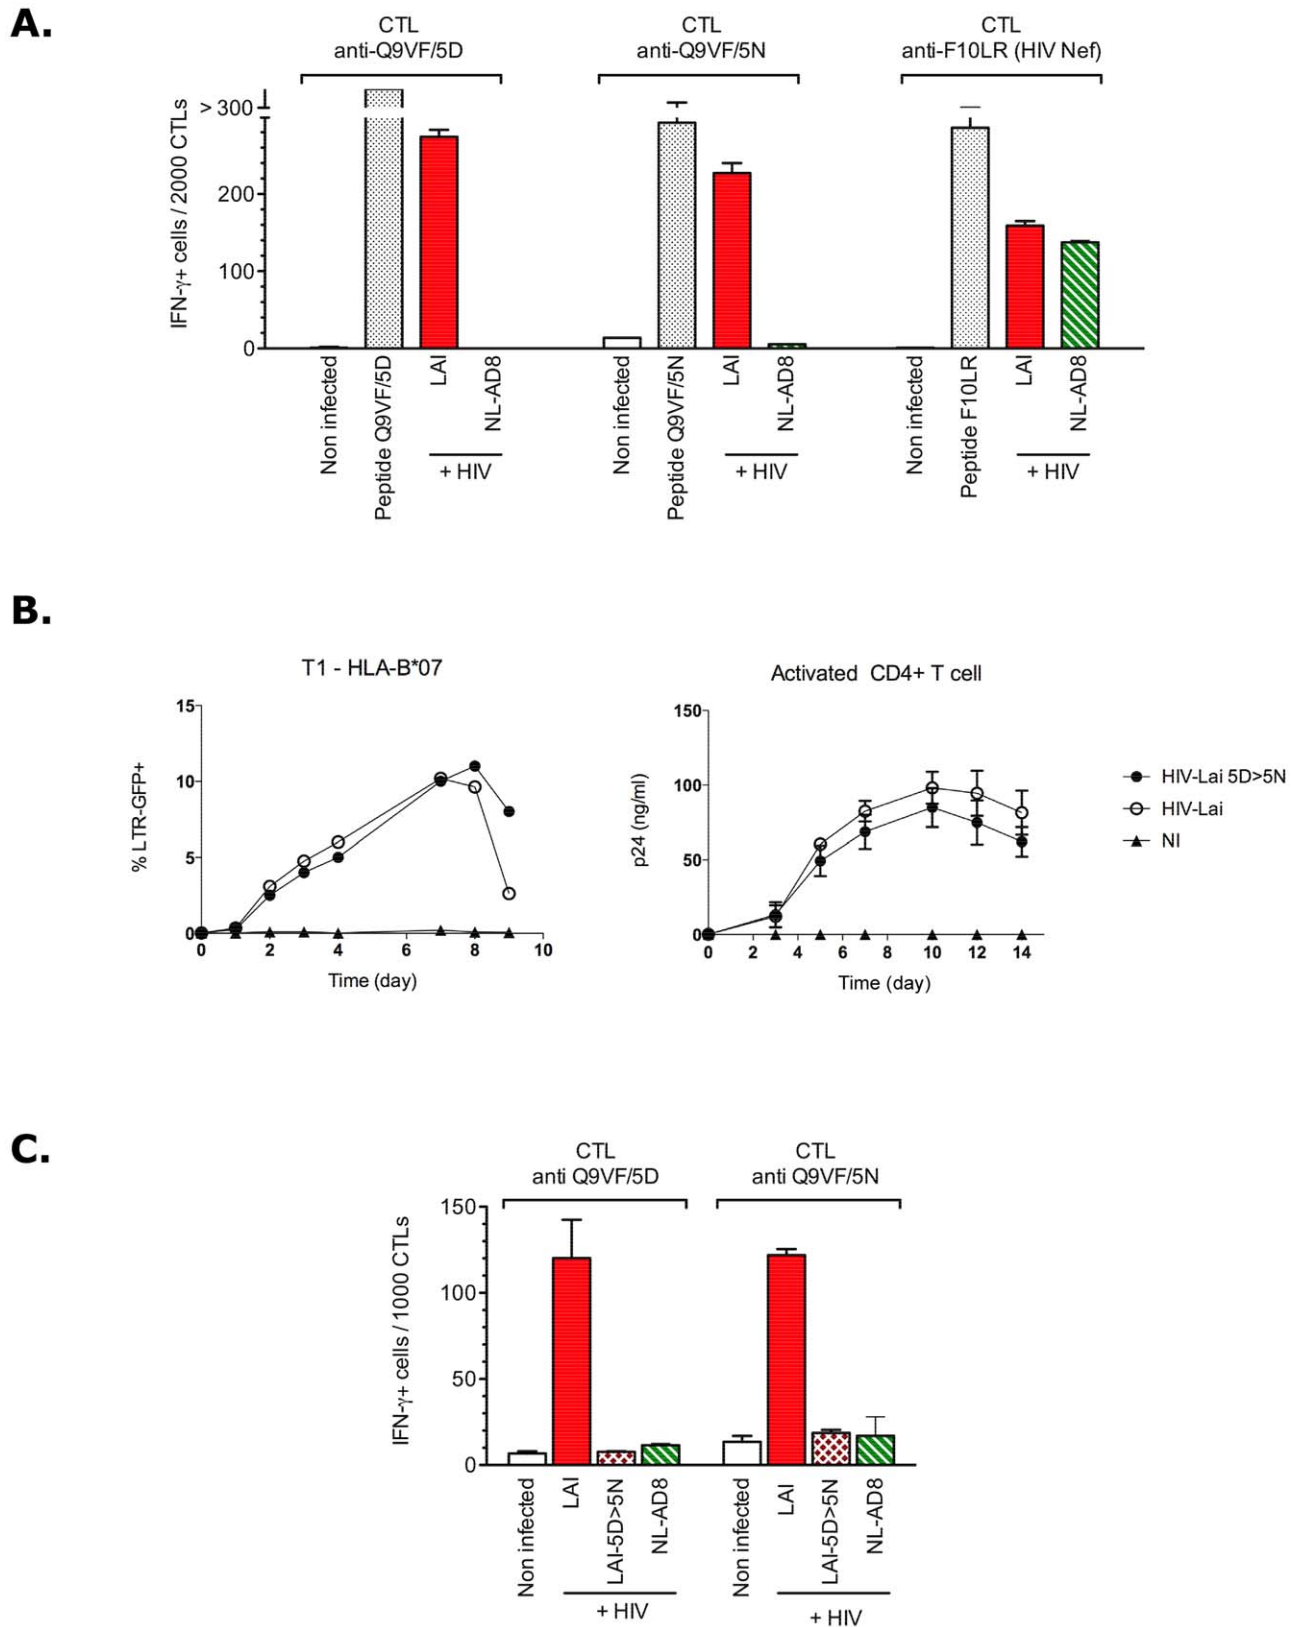 A.
CTL
anti-Q9VF/5D
CTL
anti-Q9VF/5N
CTL
anti-F10LR (HIV Nef)
IFN-γ+ cells / 2000 CTLs
> 300
200
100
0
Non infected
Peptide Q9VF/5D
LAI
NL-AD8
+ HIV
Non infected
Peptide Q9VF/5N
LAI
NL-AD8
+ HIV
Non infected
Peptide F10LR
LAI
NL-AD8
+ HIV
B.
T1 - HLA-B*07
% LTR-GFP+
15
10
5
0
0 2 4 6 8 10
Time (day)
Activated CD4+ T cell
p24 (ng/ml)
150
100
50
0
0 2 4 6 8 10 12 14
Time (day)
HIV-Lai 5D>5N
HIV-Lai
NI
C.
CTL
anti Q9VF/5D
CTL
anti Q9VF/5N
IFN-γ+ cells / 1000 CTLs
150
100
50
0
Non infected
LAI
LAI-5D>5N
NL-AD8
+ HIV
Non infected
LAI
LAI-5D>5N
NL-AD8
+ HIV